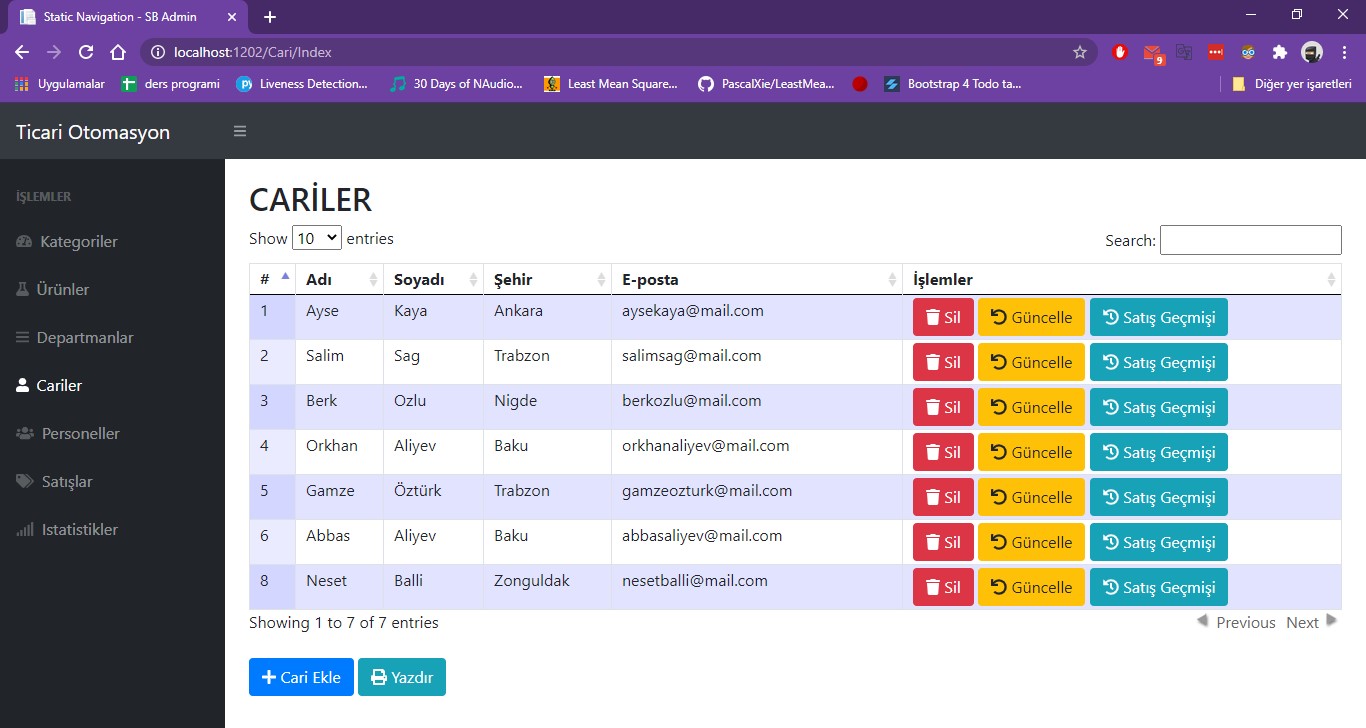 Static Navigation - SB Admin
localhost:1202/Cari/Index
9
Uygulamalar ders programi Liveness Detection... 30 Days of NAudio... Least Mean Square... PascalXie/LeastMea... Bootstrap 4 Todo ta... Diğer yer işaretleri
Ticari Otomasyon
İŞLEMLER
Kategoriler
Ürünler
Departmanlar
Cariler
Personeller
Satışlar
Istatistikler
CARİLER
Show 10 entries Search:
# Adı Soyadı Şehir E-posta İşlemler
1 Ayse Kaya Ankara aysekaya@mail.com Sil Güncelle Satış Geçmişi
2 Salim Sag Trabzon salimsag@mail.com Sil Güncelle Satış Geçmişi
3 Berk Ozlu Nigde berkozlu@mail.com Sil Güncelle Satış Geçmişi
4 Orkhan Aliyev Baku orkhanaliyev@mail.com Sil Güncelle Satış Geçmişi
5 Gamze Öztürk Trabzon gamzeozturk@mail.com Sil Güncelle Satış Geçmişi
6 Abbas Aliyev Baku abbasaliyev@mail.com Sil Güncelle Satış Geçmişi
8 Neset Balli Zonguldak nesetballi@mail.com Sil Güncelle Satış Geçmişi
Showing 1 to 7 of 7 entries Previous Next
Cari Ekle Yazdır